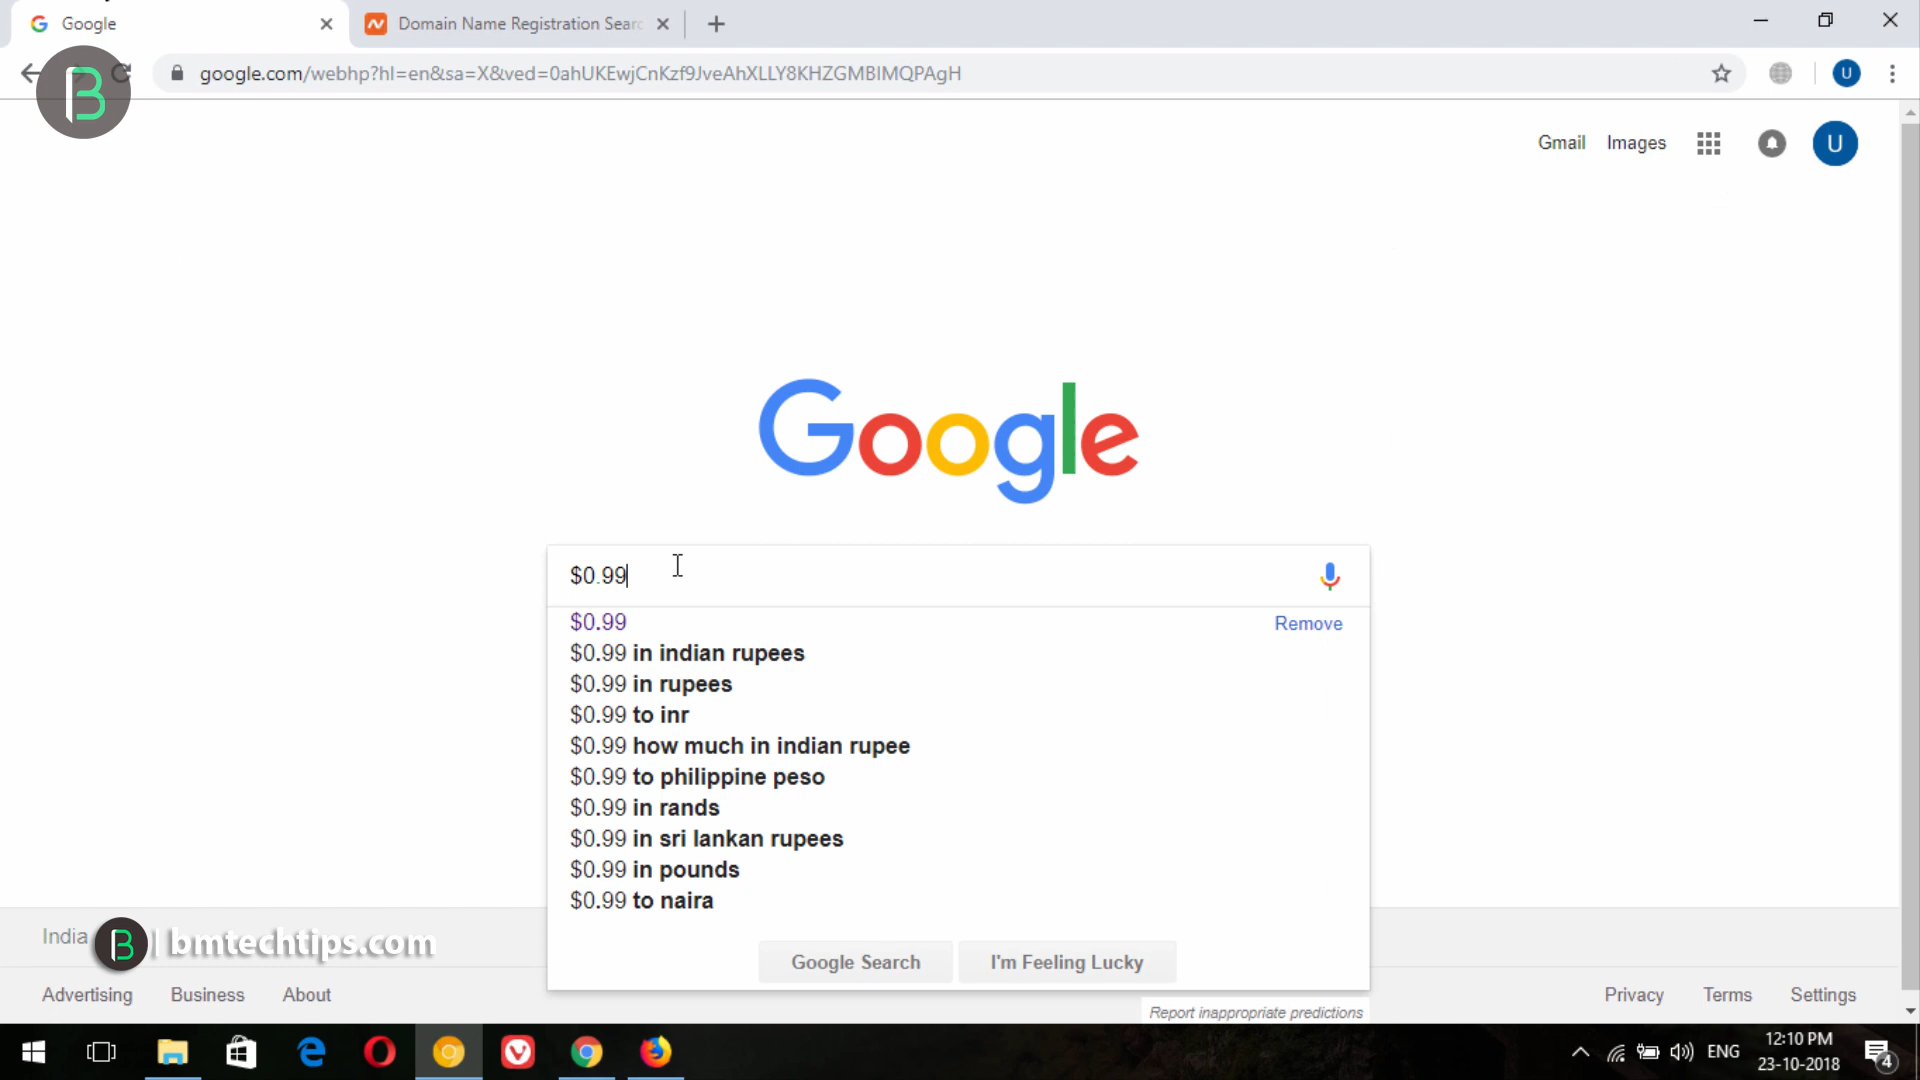 Google
Domain Name Registration Searc
google.com/webhp?hl=en&sa=X&ved=0ahUKEwjCnKzf9JveAhXLLY8KHZGMBIMQPAgH
U
B
Gmail Images
U
Google
$0.99
$0.99
Remove
$0.99 in indian rupees
$0.99 in rupees
$0.99 to inr
$0.99 how much in indian rupee
$0.99 to philippine peso
$0.99 in rands
$0.99 in sri lankan rupees
$0.99 in pounds
$0.99 to naira
India
B | bmtechtips.com
Google Search
I'm Feeling Lucky
Advertising Business About
Privacy Terms Settings
Report inappropriate predictions
ENG
12:10 PM
23-10-2018
4